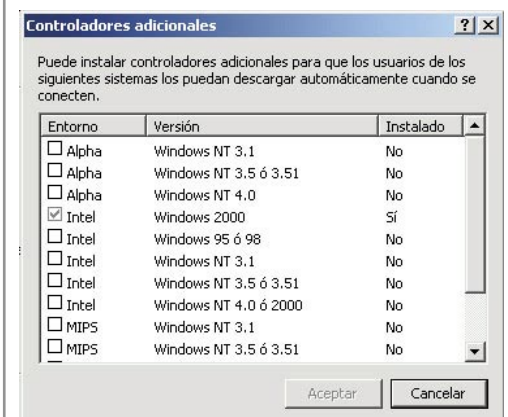 Controladores adicionales
Puede instalar controladores adicionales para que los usuarios de los
siguientes sistemas los puedan descargar automáticamente cuando se
conecten.
Entorno Versión Instalado
Alpha Windows NT 3.1 No
Alpha Windows NT 3.5 ó 3.51 No
Alpha Windows NT 4.0 No
Intel Windows 2000 Sí
Intel Windows 95 ó 98 No
Intel Windows NT 3.1 No
Intel Windows NT 3.5 ó 3.51 No
Intel Windows NT 4.0 ó 2000 No
MIPS Windows NT 3.1 No
MIPS Windows NT 3.5 ó 3.51 No
Aceptar Cancelar